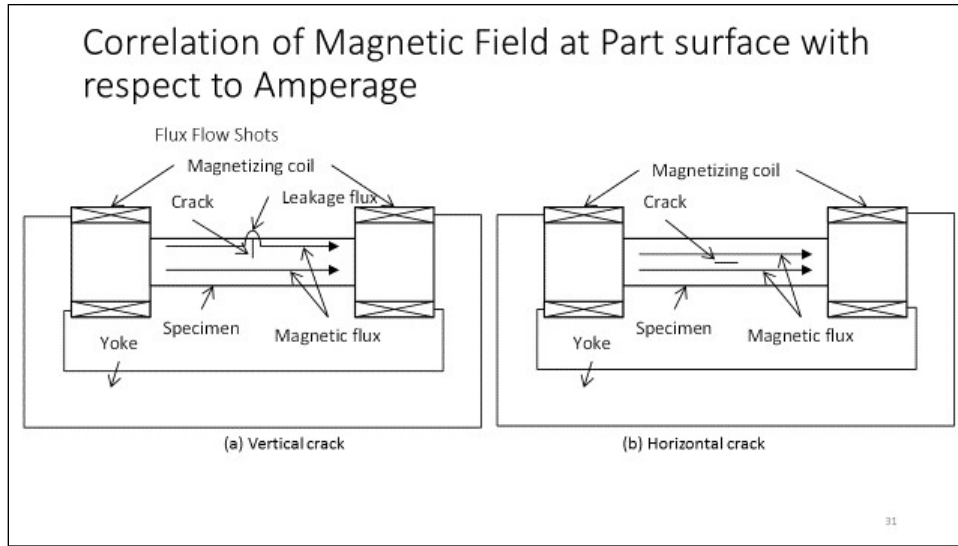 Correlation of Magnetic Field at Part surface with
respect to Amperage
Flux Flow Shots
Magnetizing coil
Leakage flux
Crack
Specimen
Magnetic flux
Yoke
(a) Vertical crack
Magnetizing coil
Crack
Specimen
Magnetic flux
Yoke
(b) Horizontal crack
31